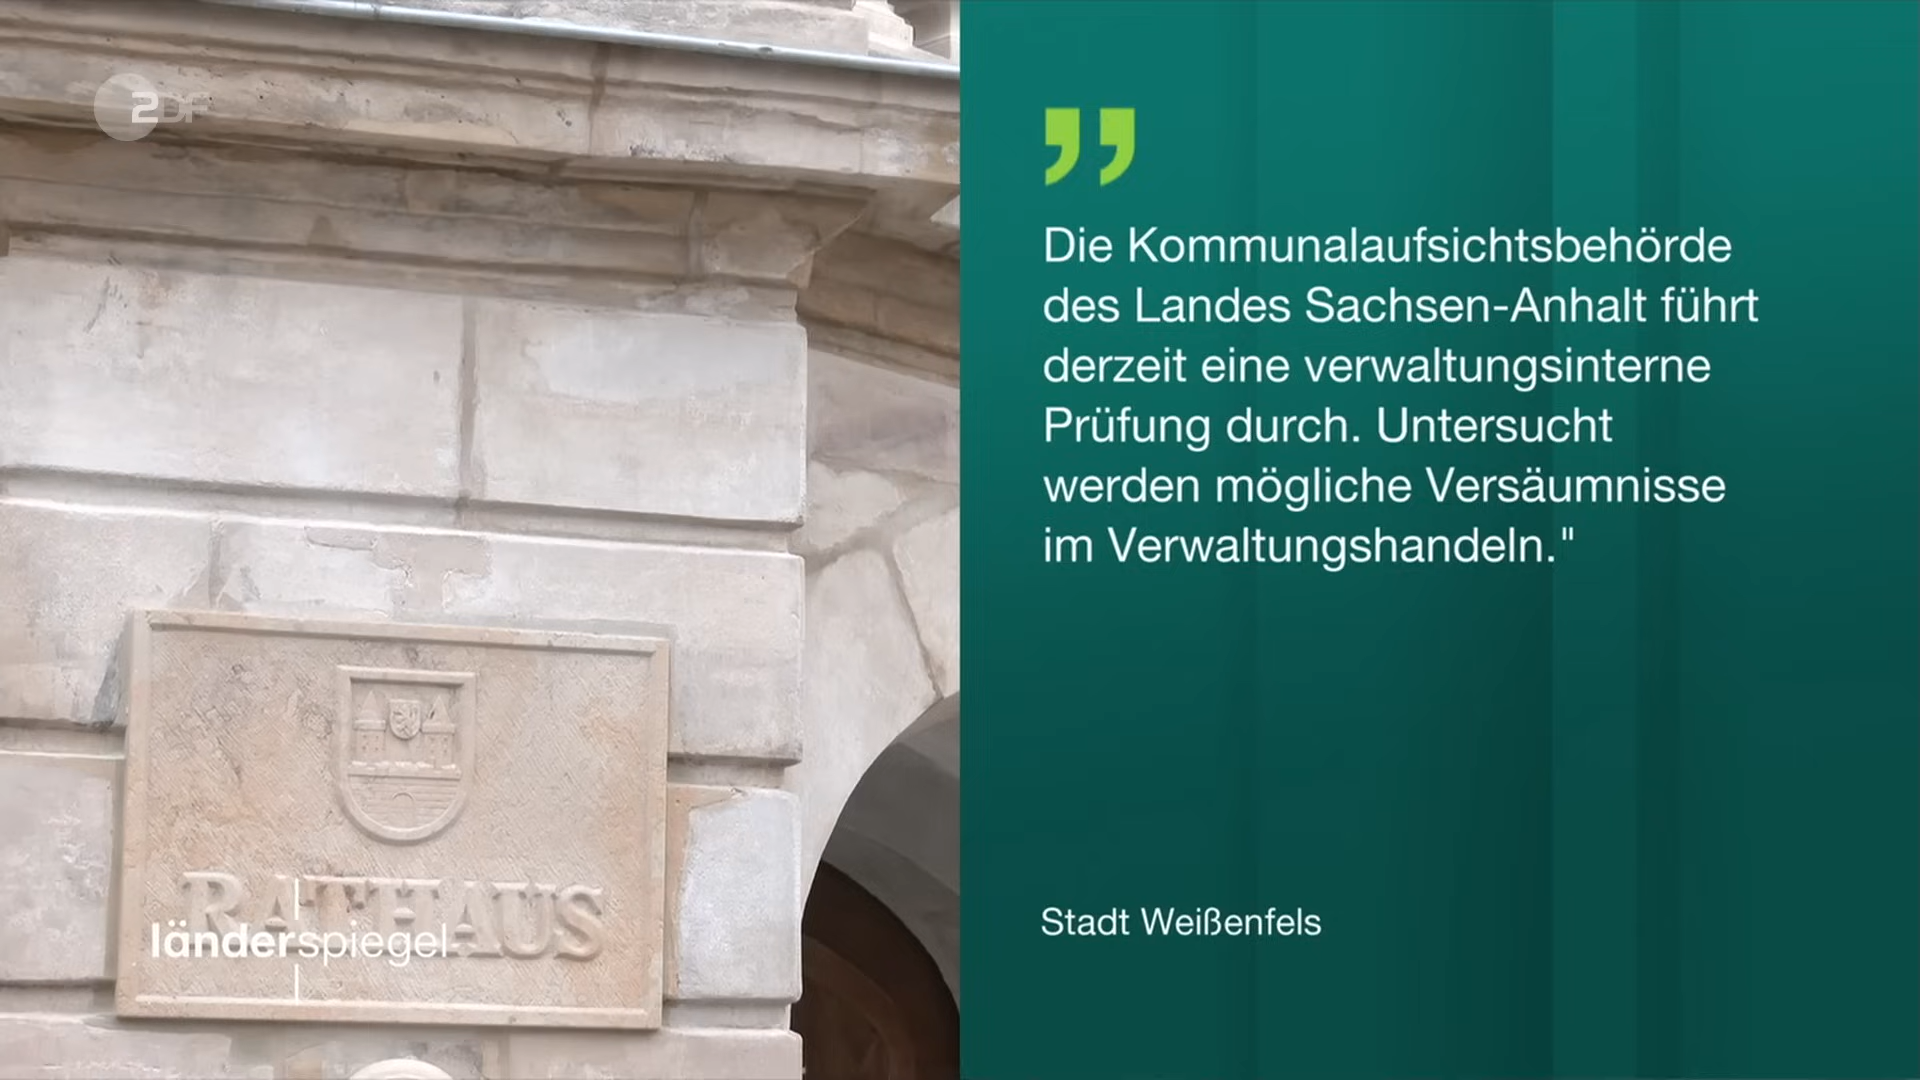 ZDF
RATHAUS
länderspiegel
Die Kommunalaufsichtsbehörde
des Landes Sachsen-Anhalt führt
derzeit eine verwaltungsinterne
Prüfung durch. Untersucht
werden mögliche Versäumnisse
im Verwaltungshandeln."
Stadt Weißenfels